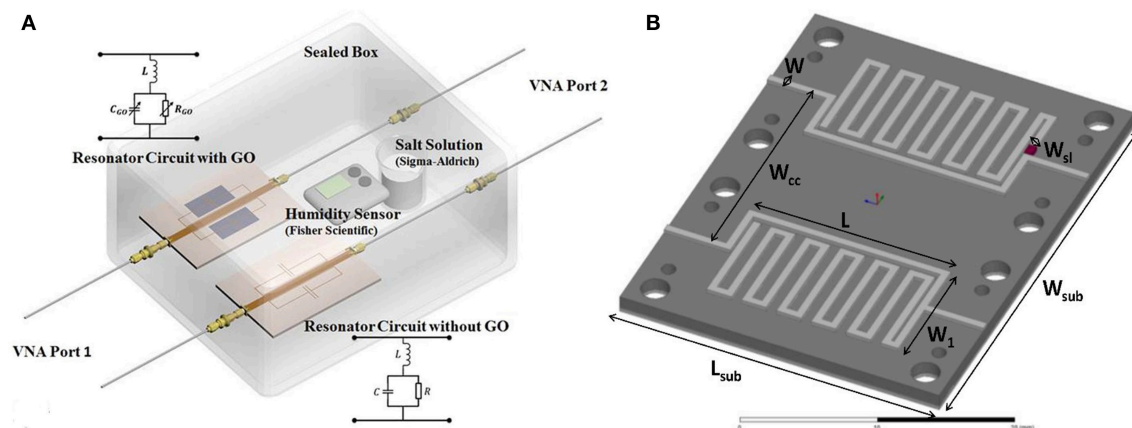 A
Sealed Box
VNA Port 2
L
C_GO
R_GO
Resonator Circuit with GO
Salt Solution
(Sigma-Aldrich)
Humidity Sensor
(Fisher Scientific)
Resonator Circuit without GO
VNA Port 1
L
C
R
B
W
W_sl
W_cc
L
W_sub
W_1
L_sub
0